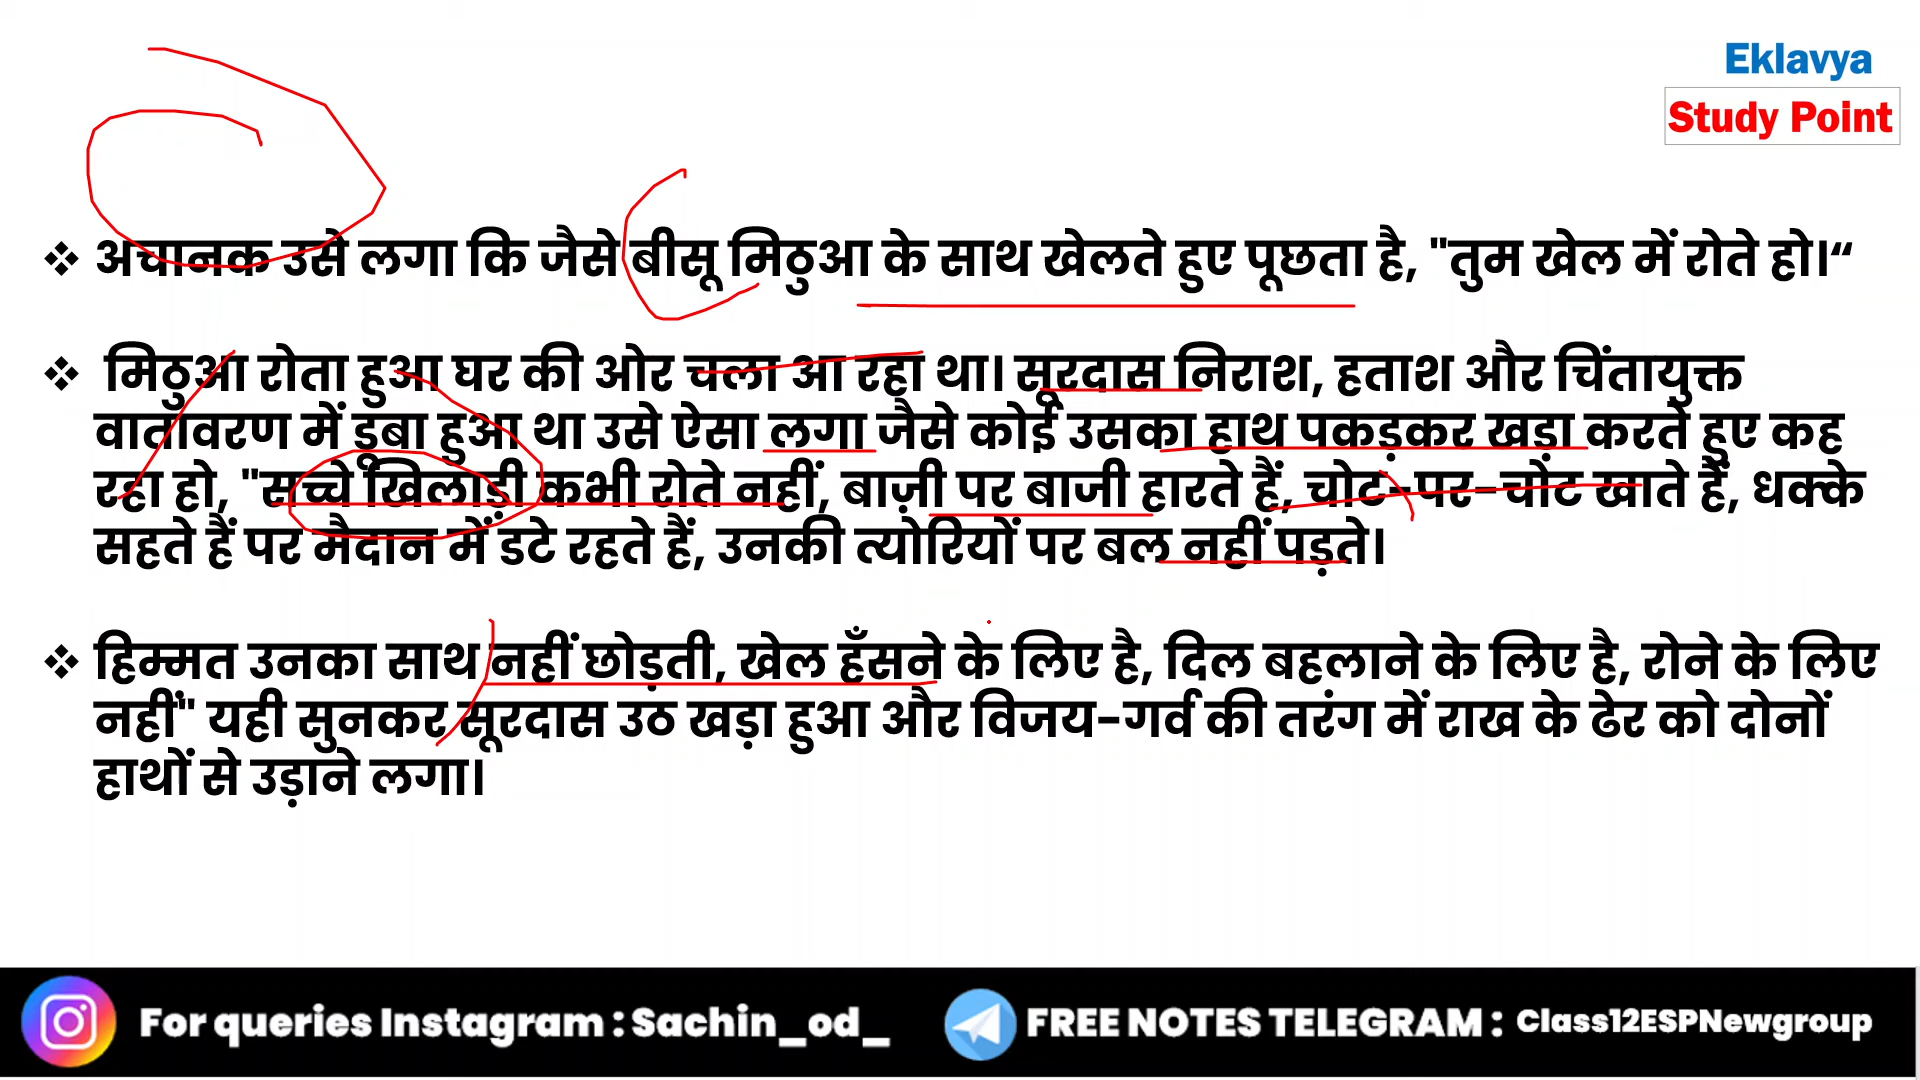 Eklavya
Study Point
❖ अचानक उसे लगा कि जैसे बीसू मिठुआ के साथ खेलते हुए पूछता है, "तुम खेल में रोते हो।“
❖ मिठुआ रोता हुआ घर की ओर चला आ रहा था। सूरदास निराश, हताश और चिंतायुक्त
वातावरण में डूबा हुआ था उसे ऐसा लगा जैसे कोई उसका हाथ पकड़कर खड़ा करते हुए कह
रहा हो, "सच्चे खिलाड़ी कभी रोते नहीं, बाज़ी पर बाजी हारते हैं, चोट-पर-चोट खाते हैं, धक्के
सहते हैं पर मैदान में डटे रहते हैं, उनकी त्योरियों पर बल नहीं पड़ते।
❖ हिम्मत उनका साथ नहीं छोड़ती, खेल हँसने के लिए है, दिल बहलाने के लिए है, रोने के लिए
नहीं" यही सुनकर सूरदास उठ खड़ा हुआ और विजय-गर्व की तरंग में राख के ढेर को दोनों
हाथों से उड़ाने लगा।
For queries Instagram : Sachin_od_
FREE NOTES TELEGRAM : Class12ESPNewgroup